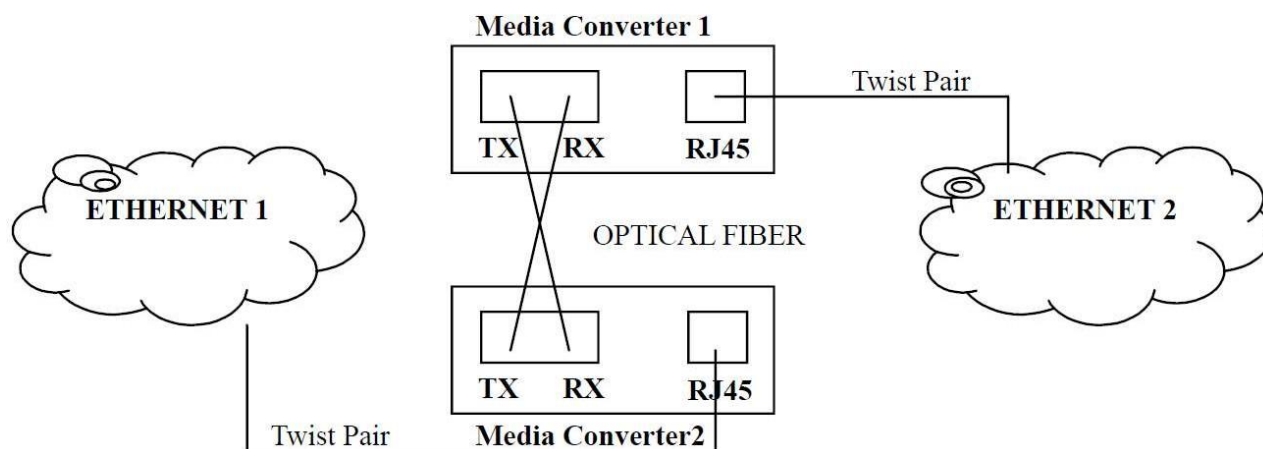 Media Converter 1
Twist Pair
TX RX RJ45
ETHERNET 1
ETHERNET 2
OPTICAL FIBER
TX RX RJ45
Twist Pair
Media Converter2